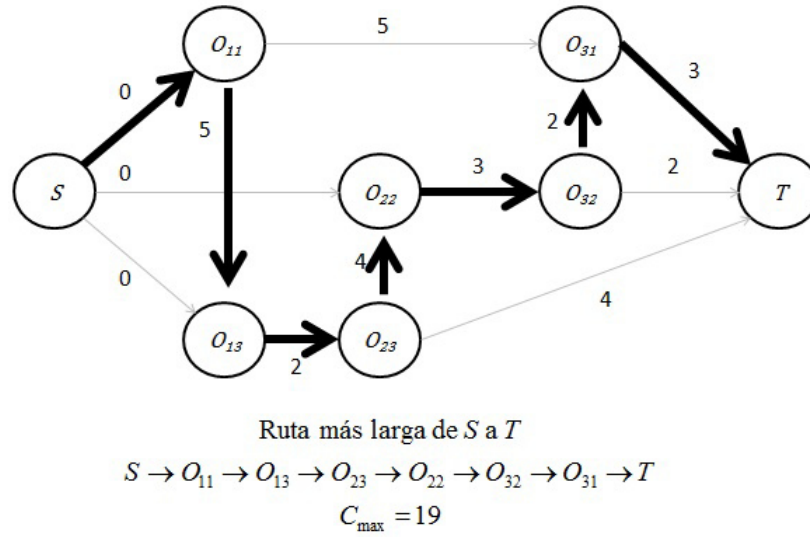 5
O₁₁
O₃₁
0
3
5
2
0
3
2
S
O₂₂
O₃₂
T
0
4
4
O₁₃
O₂₃
2
Ruta más larga de S a T
S → O₁₁ → O₁₃ → O₂₃ → O₂₂ → O₃₂ → O₃₁ → T
C_max = 19